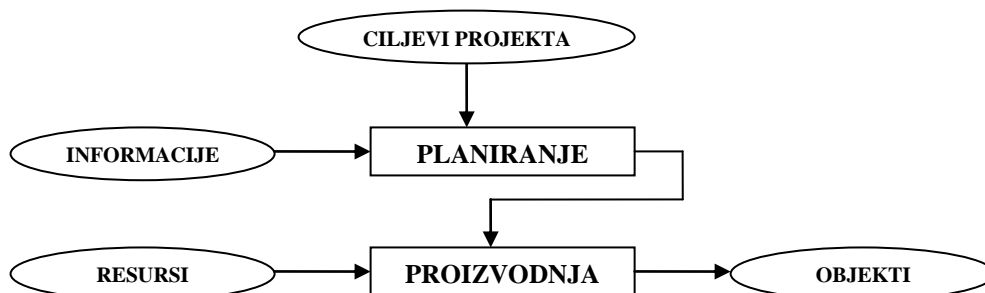 CILJEVI PROJEKTA
INFORMACIJE
PLANIRANJE
RESURSI
PROIZVODNJA
OBJEKTI